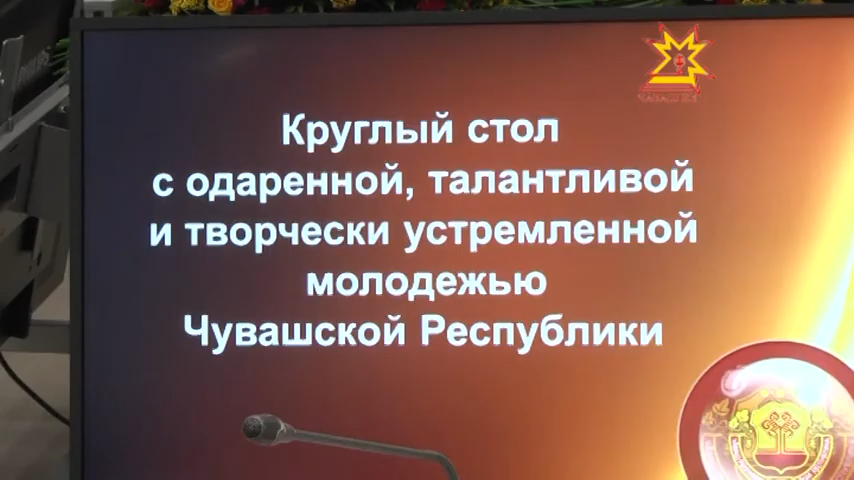 Круглый стол
с одаренной, талантливой
и творчески устремленной
молодежью
Чувашской Республики